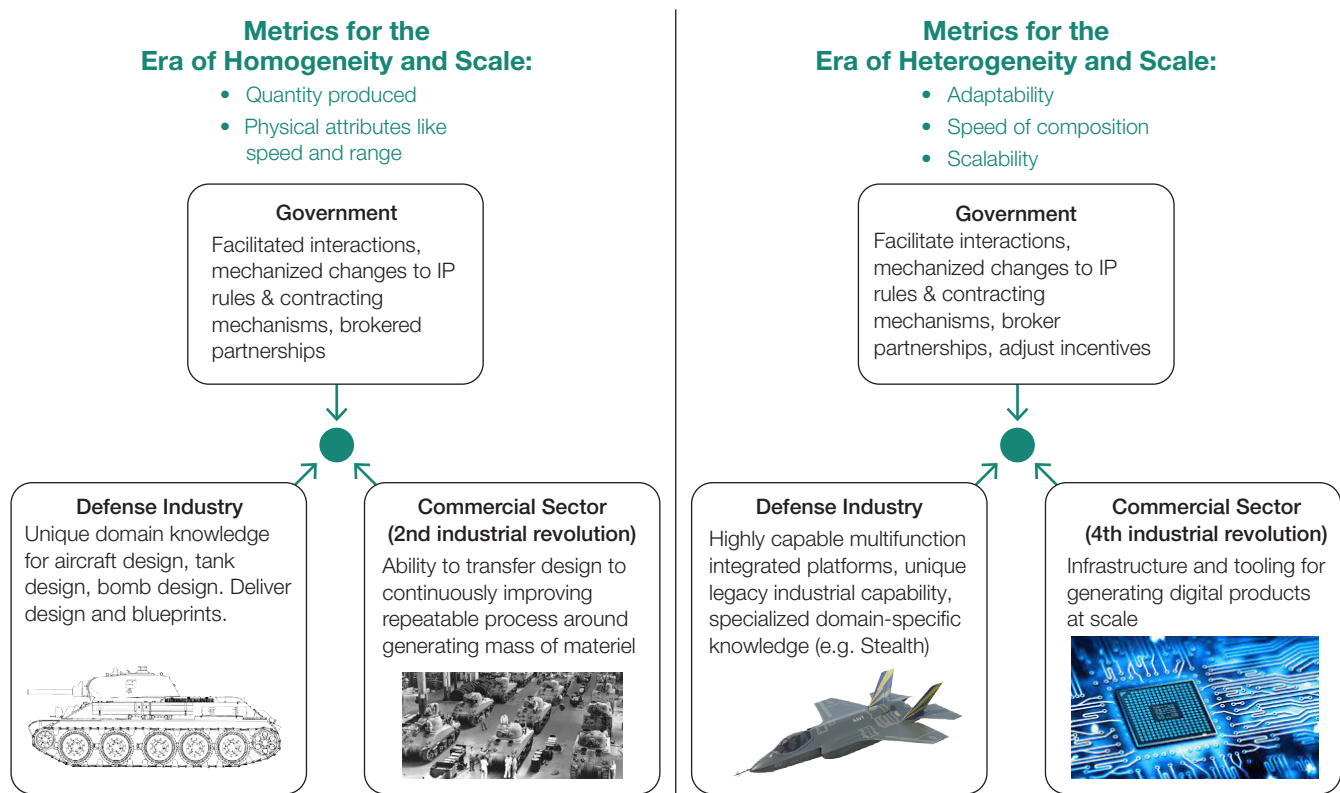 Metrics for the
Era of Homogeneity and Scale:
• Quantity produced
• Physical attributes like
speed and range
Government
Facilitated interactions,
mechanized changes to IP
rules & contracting
mechanisms, brokered
partnerships
Defense Industry
Unique domain knowledge
for aircraft design, tank
design, bomb design. Deliver
design and blueprints.
Commercial Sector
(2nd industrial revolution)
Ability to transfer design to
continuously improving
repeatable process around
generating mass of materiel
Metrics for the
Era of Heterogeneity and Scale:
• Adaptability
• Speed of composition
• Scalability
Government
Facilitate interactions,
mechanized changes to IP
rules & contracting
mechanisms, broker
partnerships, adjust incentives
Defense Industry
Highly capable multifunction
integrated platforms, unique
legacy industrial capability,
specialized domain-specific
knowledge (e.g. Stealth)
NAVY
Commercial Sector
(4th industrial revolution)
Infrastructure and tooling for
generating digital products
at scale